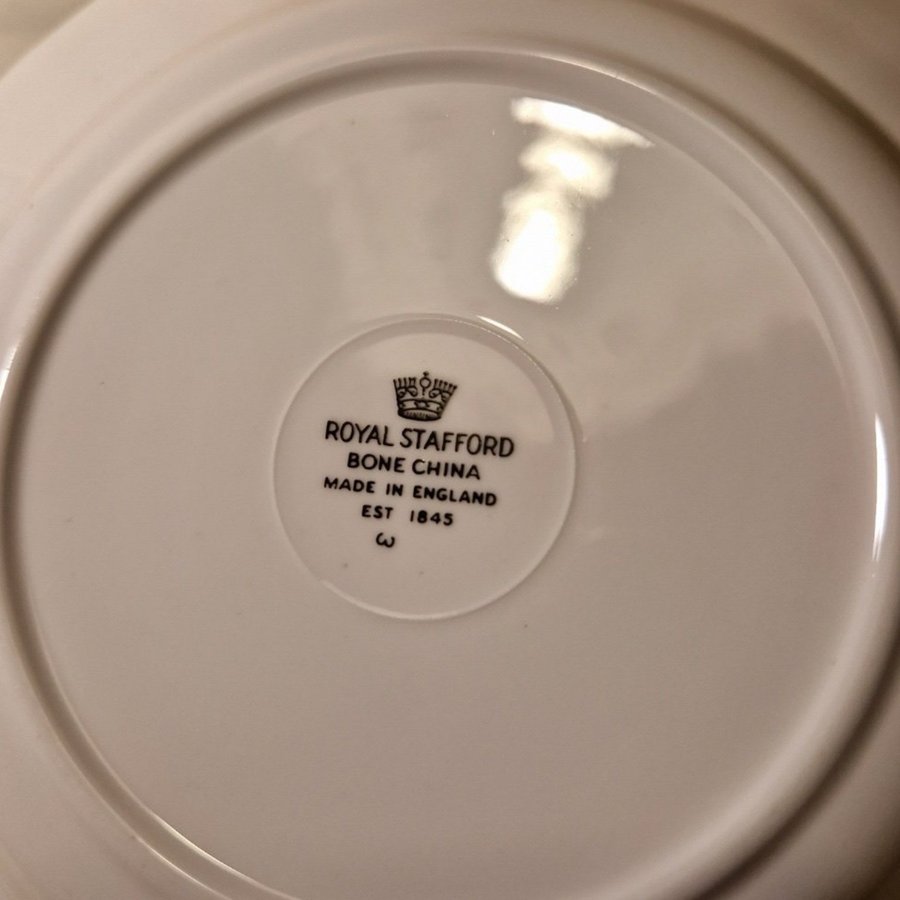 ROYAL STAFFORD
BONE CHINA
MADE IN ENGLAND
EST 1845
ω